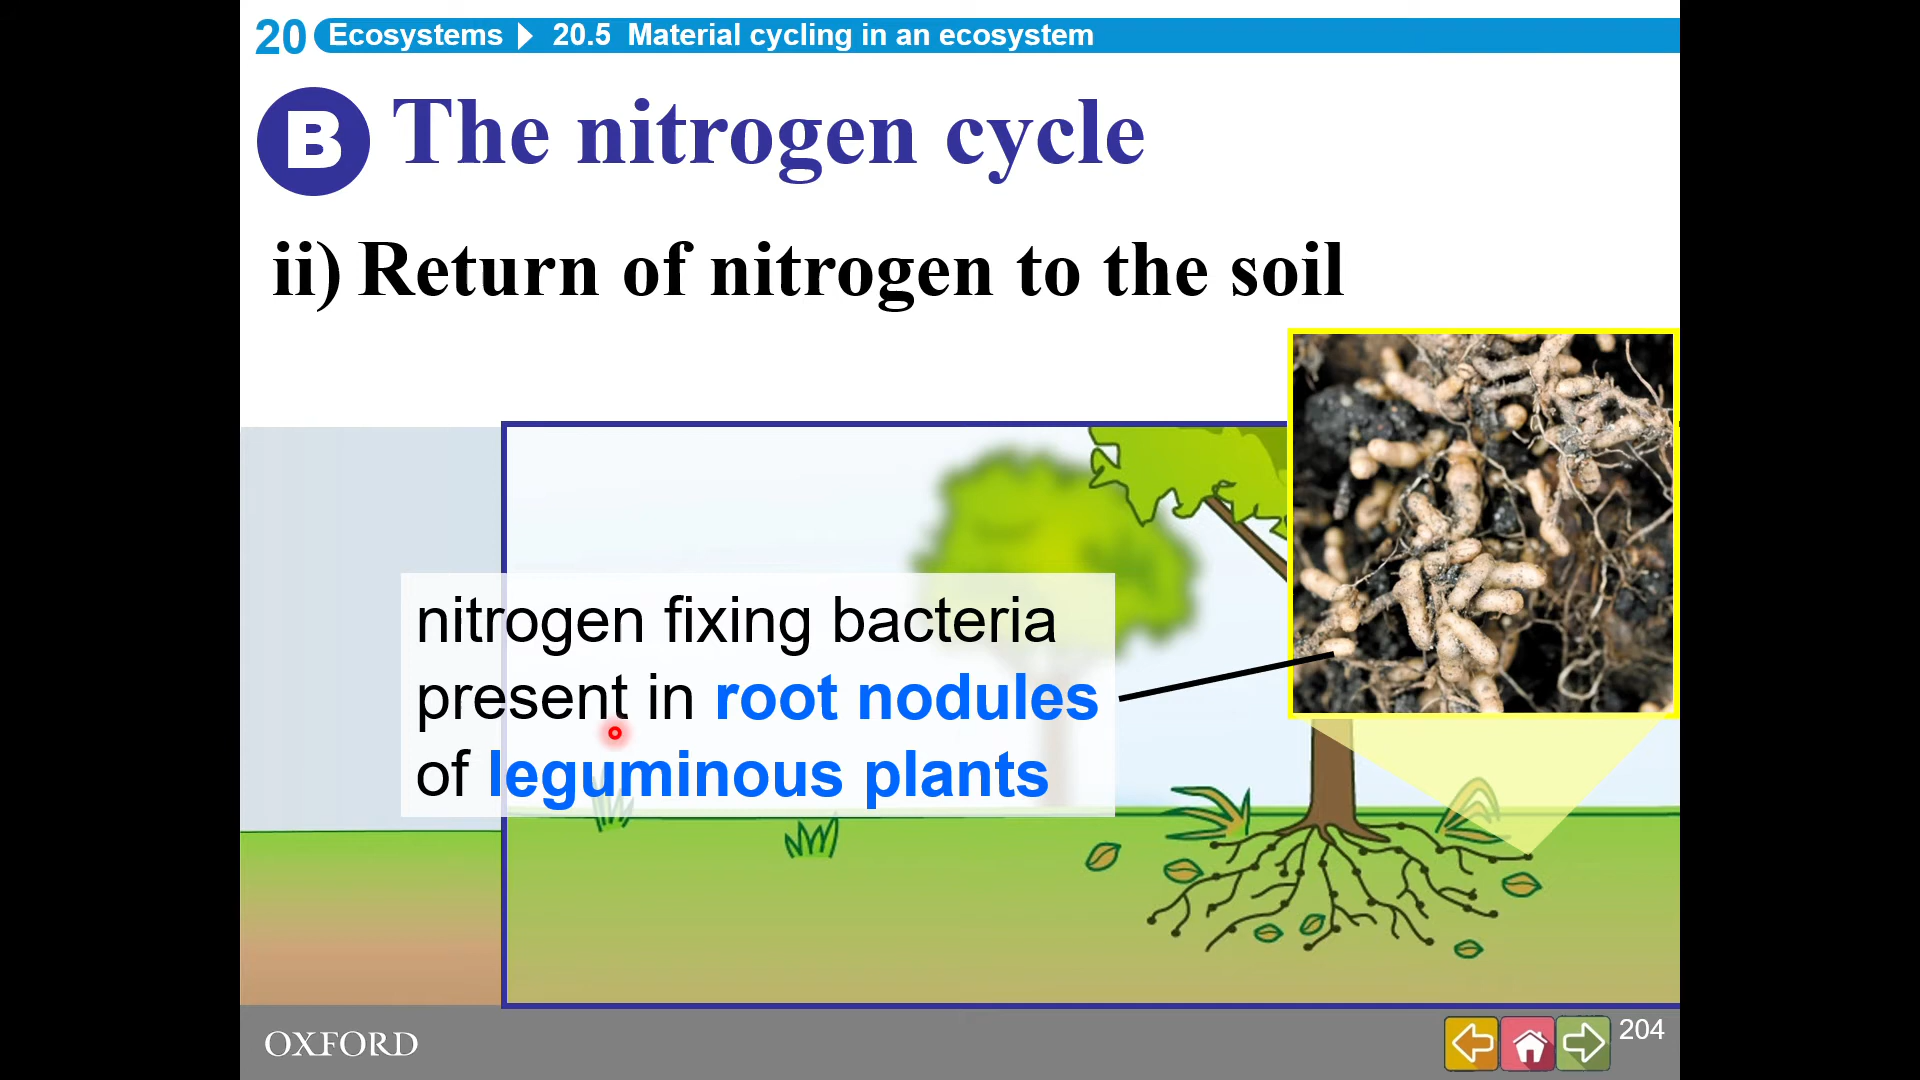 20 Ecosystems 20.5 Material cycling in an ecosystem
B The nitrogen cycle
ii) Return of nitrogen to the soil
nitrogen fixing bacteria
present in root nodules
of leguminous plants
OXFORD
204